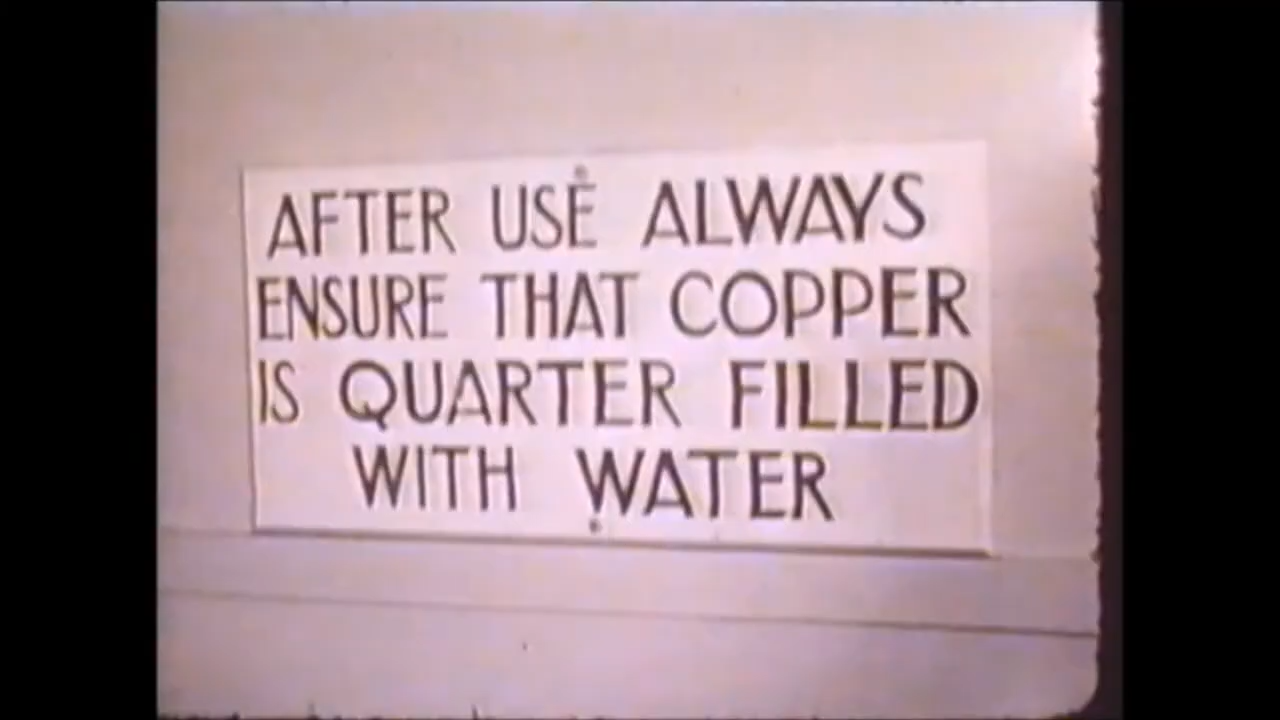 AFTER USE ALWAYS
ENSURE THAT COPPER
IS QUARTER FILLED
WITH WATER